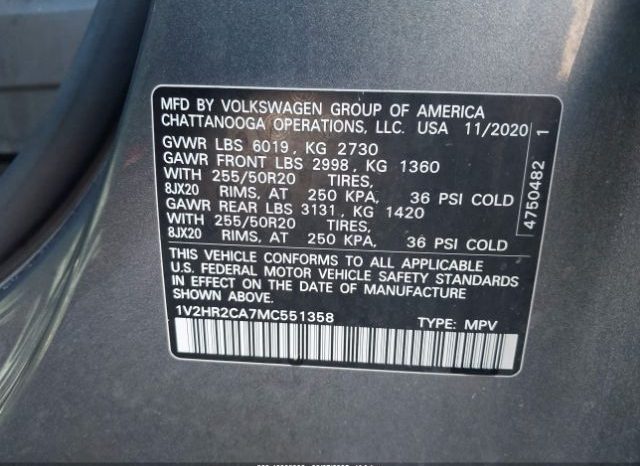 MFD BY VOLKSWAGEN GROUP OF AMERICA
CHATTANOOGA OPERATIONS, LLC. USA 11/2020
GVWR LBS 6019, KG 2730
GAWR FRONT LBS 2998, KG 1360
WITH 255/50R20 TIRES,
8JX20 RIMS, AT 250 KPA, 36 PSI COLD
GAWR REAR LBS 3131, KG 1420
WITH 255/50R20 TIRES,
8JX20 RIMS, AT 250 KPA, 36 PSI COLD
THIS VEHICLE CONFORMS TO ALL APPLICABLE
U.S. FEDERAL MOTOR VEHICLE SAFETY STANDARDS
IN EFFECT ON THE DATE OF MANUFACTURE
SHOWN ABOVE.
1V2HR2CA7MC551358 TYPE: MPV
4750482 1